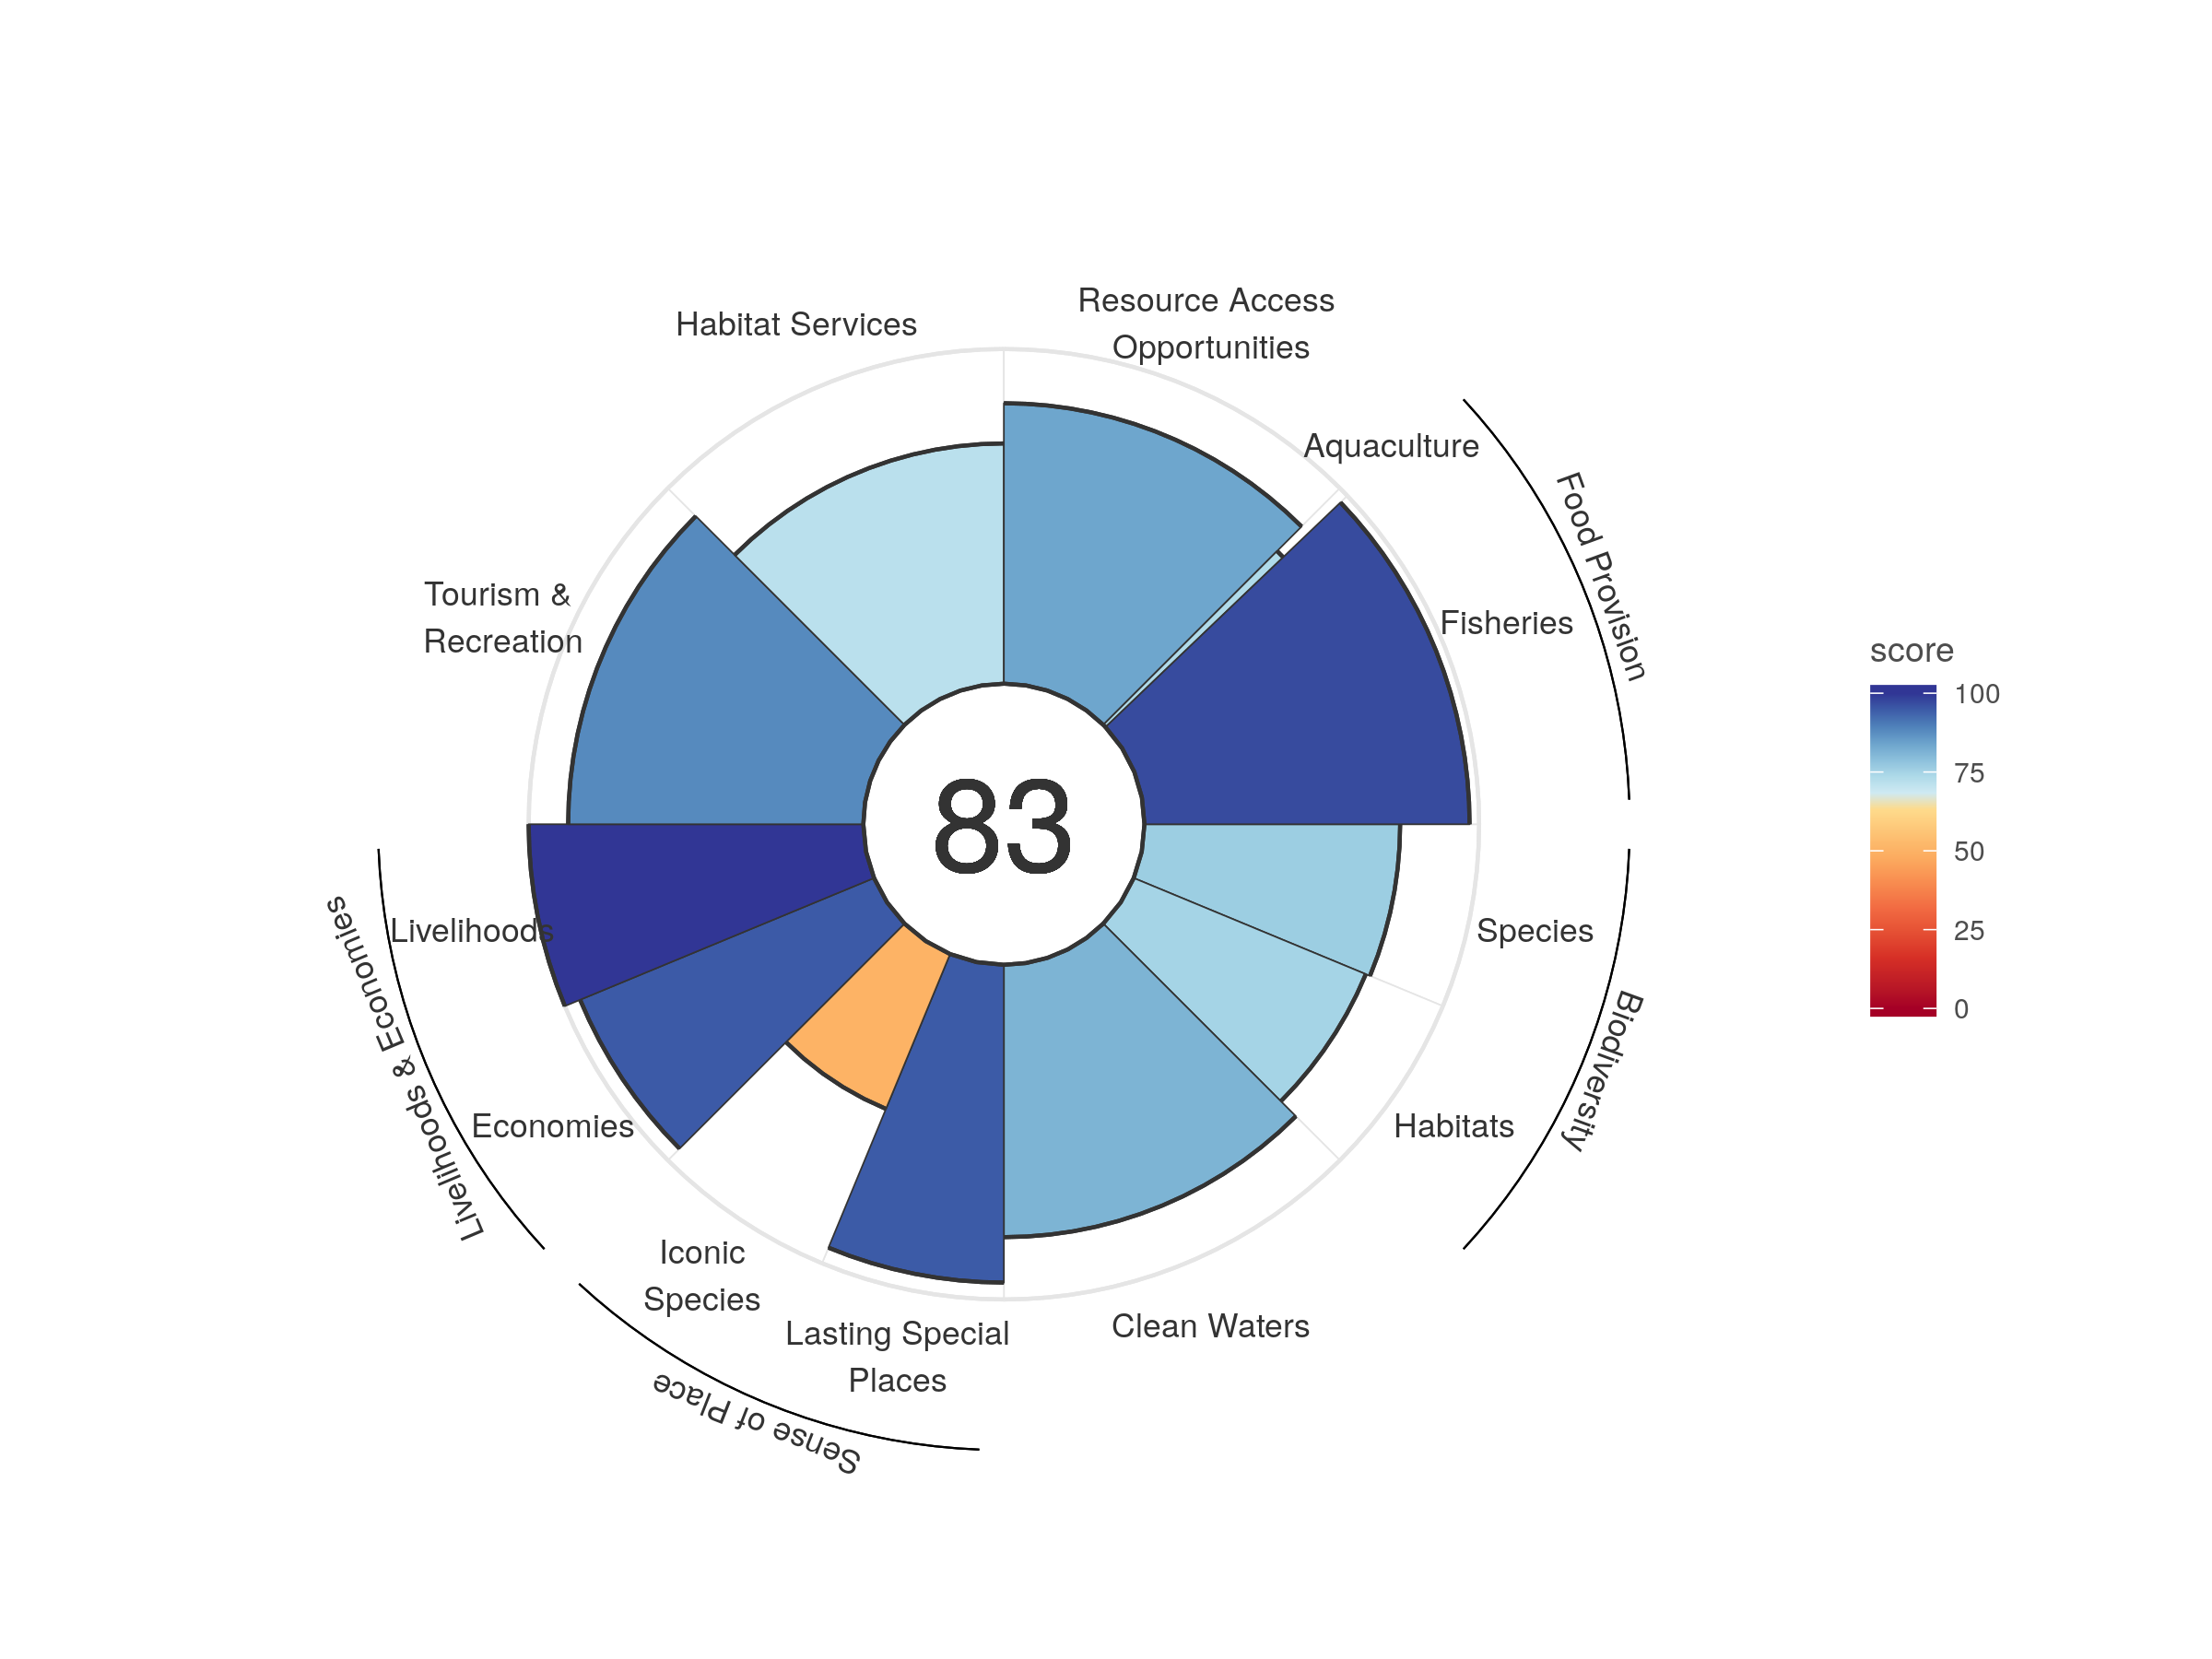 Resource Access
Opportunities
Habitat Services
Aquaculture
Food Provision
Tourism &
Recreation
Fisheries
score
100
75
50
25
0
83
Livelihoods
Species
Livelihoods & Economies
Biodiversity
Economies
Habitats
Iconic
Species
Lasting Special
Places
Clean Waters
Sense of Place